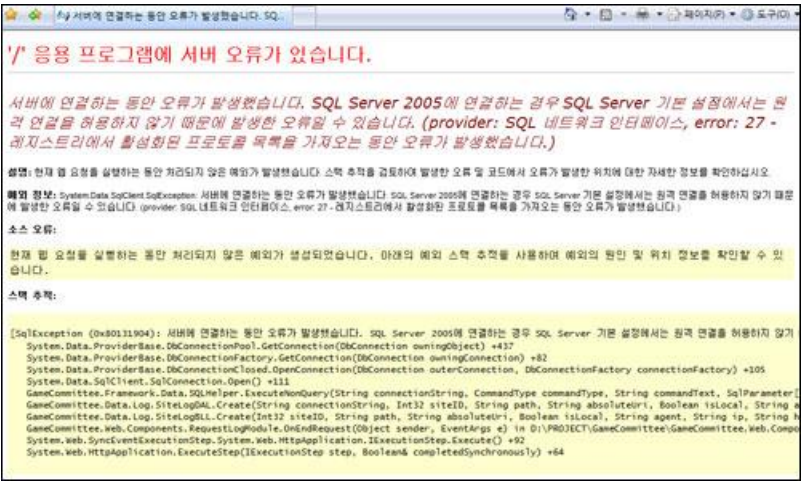 서버에 연결하는 동안 오류가 발생했습니다. SQ...
페이지(P)
도구(O)
'/' 응용 프로그램에 서버 오류가 있습니다.
서버에 연결하는 동안 오류가 발생했습니다. SQL Server 2005에 연결하는 경우 SQL Server 기본 설정에서는 원
격 연결을 허용하지 않기 때문에 발생한 오류일 수 있습니다. (provider: SQL 네트워크 인터페이스, error: 27 -
레지스트리에서 활성화된 프로토콜 목록을 가져오는 동안 오류가 발생했습니다.)
설명: 현재 웹 요청을 실행하는 동안 처리되지 않은 예외가 발생했습니다. 스택 추적을 검토하여 발생한 오류 및 코드에서 오류가 발생한 위치에 대한 자세한 정보를 확인하십시오.
예외 정보: System.Data.SqlClient.SqlException: 서버에 연결하는 동안 오류가 발생했습니다. SQL Server 2005에 연결하는 경우 SQL Server 기본 설정에서는 원격 연결을 허용하지 않기 때문
에 발생한 오류일 수 있습니다. (provider: SQL 네트워크 인터페이스, error: 27 - 레지스트리에서 활성화된 프로토콜 목록을 가져오는 동안 오류가 발생했습니다.)
소스 오류:
현재 웹 요청을 실행하는 동안 처리되지 않은 예외가 생성되었습니다. 아래의 예외 스택 추적을 사용하여 예외의 원인 및 위치 정보를 확인할 수 있
습니다.
스택 추적:
[SqlException (0x80131904): 서버에 연결하는 동안 오류가 발생했습니다. SQL Server 2005에 연결하는 경우 SQL Server 기본 설정에서는 원격 연결을 허용하지 않기
System.Data.ProviderBase.DbConnectionPool.GetConnection(DbConnection owningObject) +437
System.Data.ProviderBase.DbConnectionFactory.GetConnection(DbConnection owningConnection) +82
System.Data.ProviderBase.DbConnectionClosed.OpenConnection(DbConnection outerConnection, DbConnectionFactory connectionFactory) +105
System.Data.SqlClient.SqlConnection.Open() +111
GameCommittee.Framework.Data.SQLHelper.ExecuteNonQuery(String connectionString, CommandType commandType, String commandText, SqlParameter[
GameCommittee.Data.Log.SiteLogDAL.Create(String connectionString, Int32 siteID, String path, String absoluteUri, Boolean isLocal, String a
GameCommittee.Data.Log.SiteLogBLL.Create(Int32 siteID, String path, String absoluteUri, Boolean isLocal, String agent, String ip, String h
GameCommittee.Web.Components.RequestLogModule.OnEndRequest(Object sender, EventArgs e) in D:\PROJECT\GameCommittee\GameCommittee.Web.Compo
System.Web.SyncEventExecutionStep.System.Web.HttpApplication.IExecutionStep.Execute() +92
System.Web.HttpApplication.ExecuteStep(IExecutionStep step, Boolean& completedSynchronously) +64